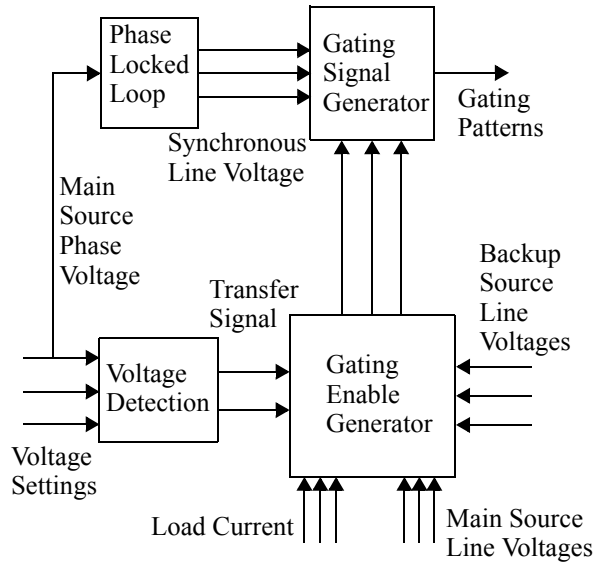 Phase
Locked
Loop
Gating
Signal
Generator
Gating
Patterns
Synchronous
Line Voltage
Main
Source
Phase
Voltage
Backup
Source
Line
Voltages
Transfer
Signal
Voltage
Detection
Gating
Enable
Generator
Voltage
Settings
Load Current
Main Source
Line Voltages